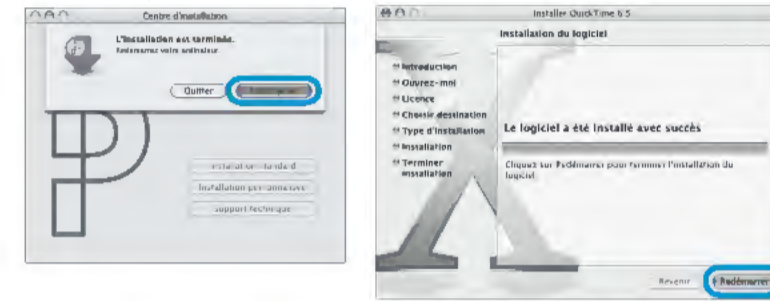 Centre d'installation
L'installation est terminée.
Redémarrez votre ordinateur.
Quitter
Installation standard
Installation personnalisée
Support technique
Installer QuickTime 6.5
Installation du logiciel
Introduction
Ouvrez-moi
Licence
Choisir destination
Type d'installation
Installation
Terminer
installation
Le logiciel a été installé avec succès
Cliquez sur Redémarrer pour terminer l'installation du
logiciel
Revenir
Redémarrer